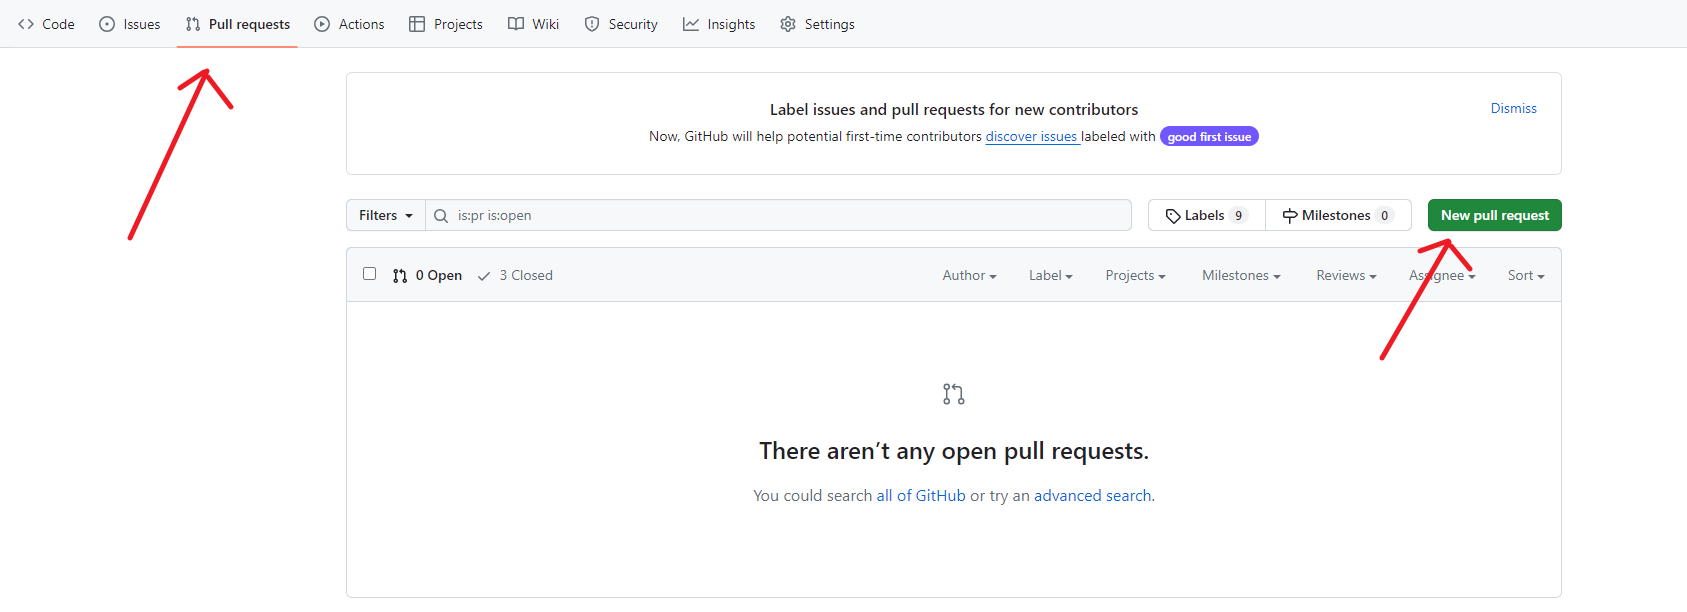 Code Issues Pull requests Actions Projects Wiki Security Insights Settings
Label issues and pull requests for new contributors
Dismiss
Now, GitHub will help potential first-time contributors discover issues labeled with good first issue
Filters is:pr is:open Labels 9 Milestones 0 New pull request
0 Open 3 Closed Author Label Projects Milestones Reviews Assignee Sort
There aren’t any open pull requests.
You could search all of GitHub or try an advanced search.